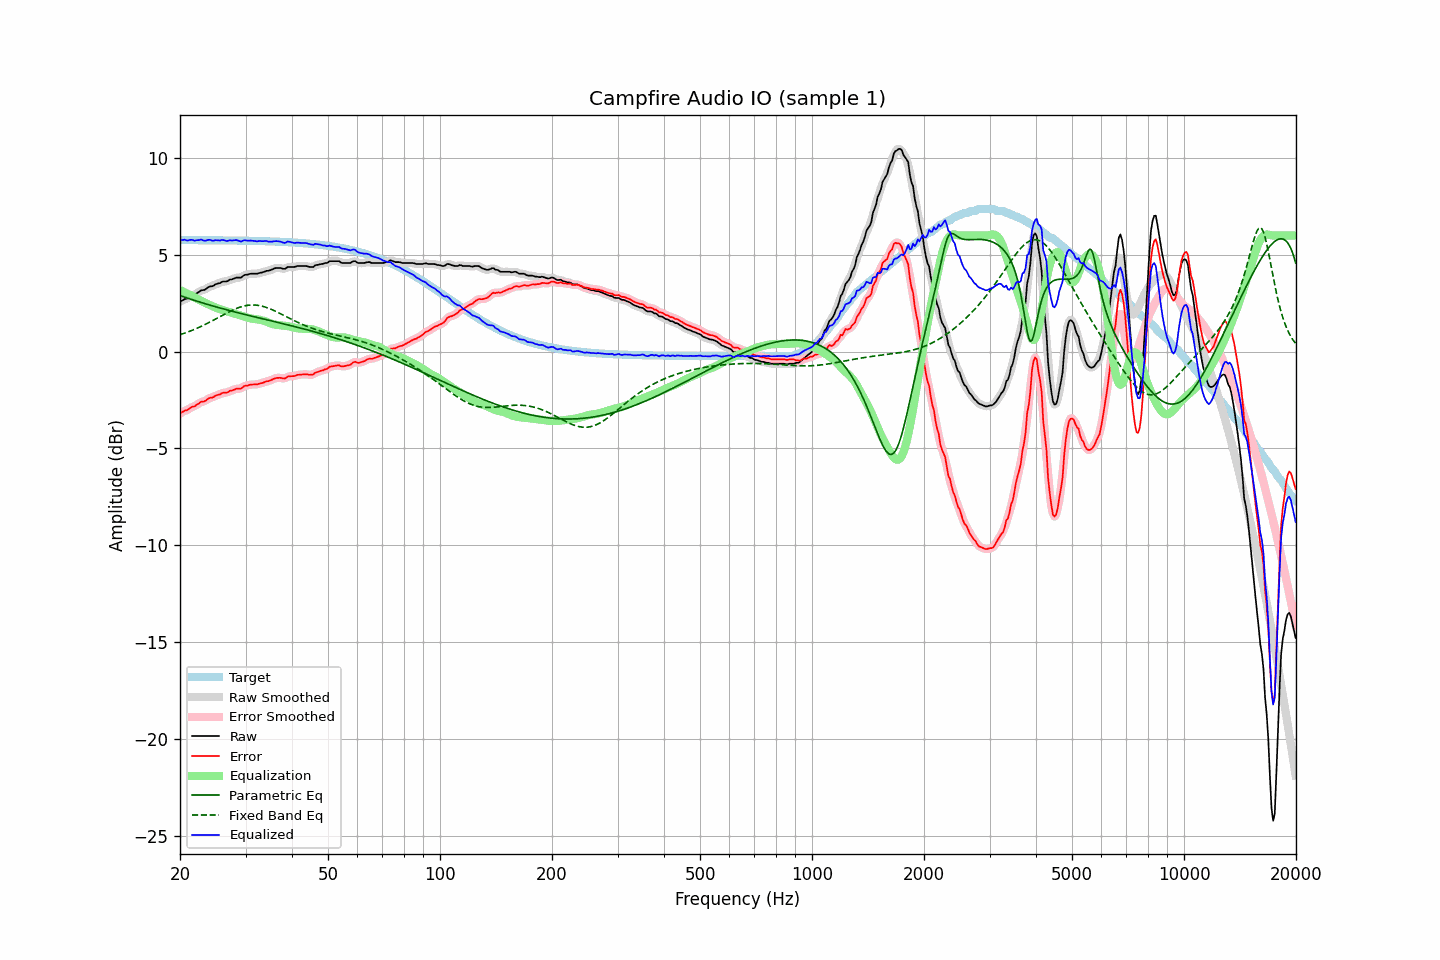 Campfire Audio IO (sample 1)
Amplitude (dBr)
10
5
0
−5
−10
−15
−20
−25
Target
Raw Smoothed
Error Smoothed
Raw
Error
Equalization
Parametric Eq
Fixed Band Eq
Equalized
20 50 100 200 500 1000 2000 5000 10000 20000
Frequency (Hz)